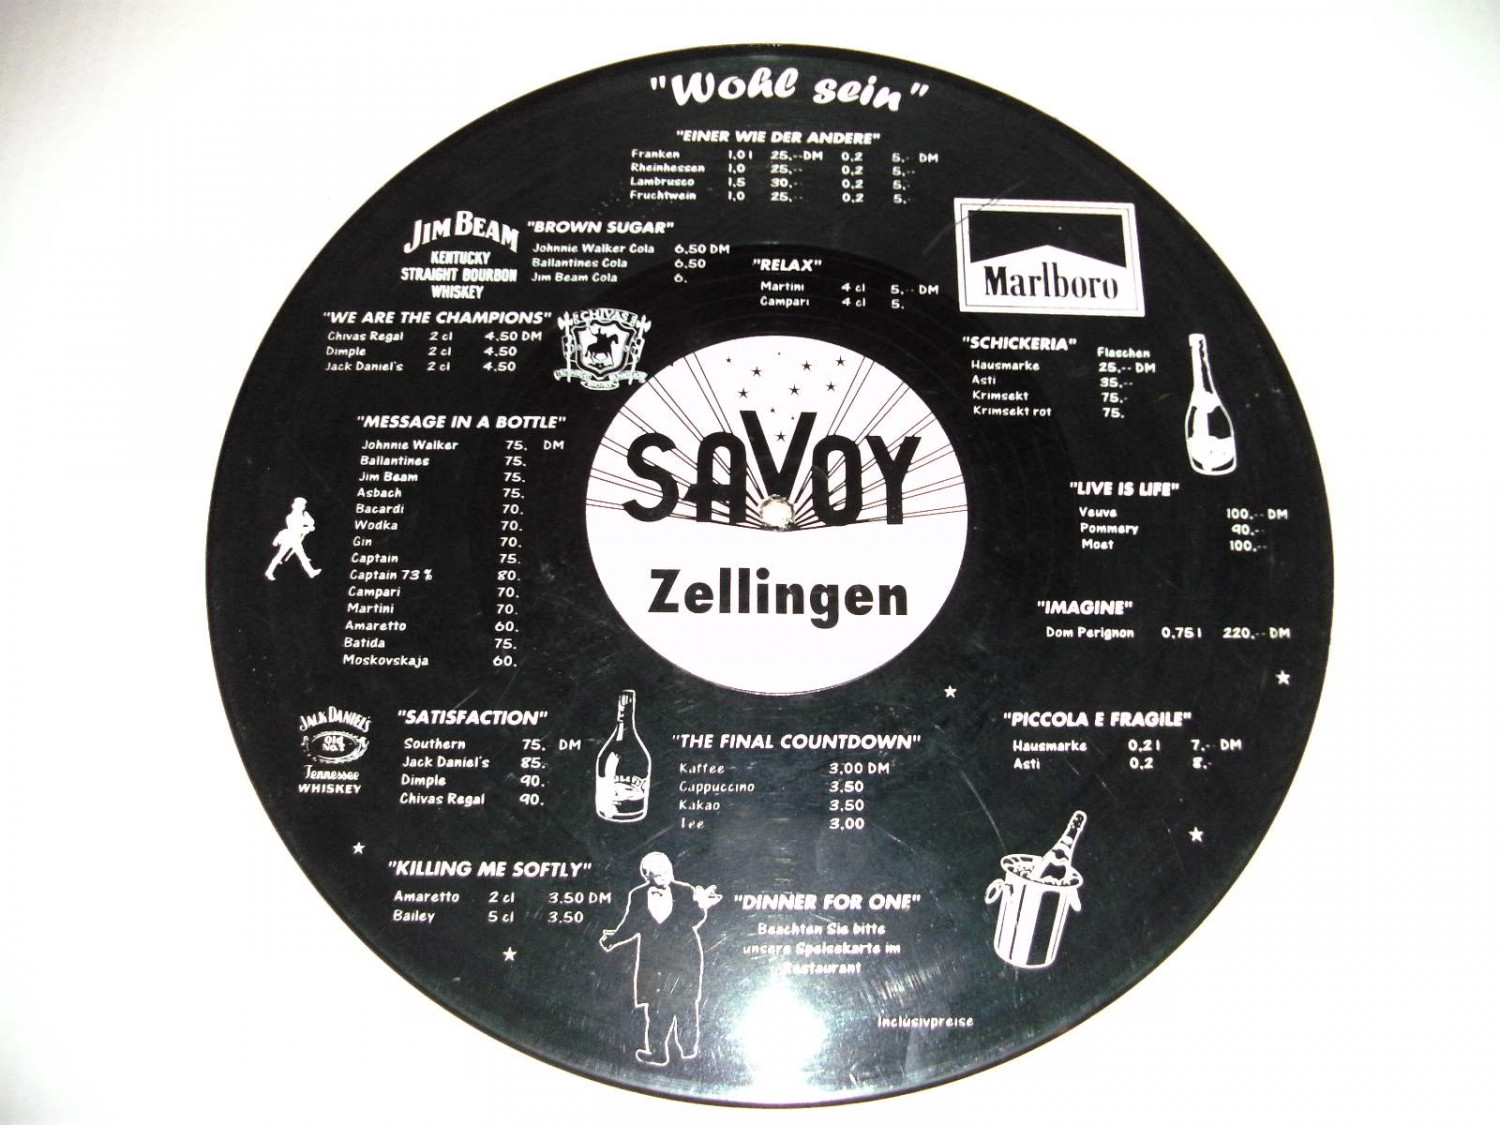 "Wohl sein"
"EINER WIE DER ANDERE"
Franken 1,0 l 25,--DM 0,2 5,- DM
Rheinhessen 1,0 25,-- 0,2 5,--
Lambrusco 1,5 30,- 0,2 5,
Fruchtwein 1,0 25,-- 0,2 5,-
JIM BEAM
KENTUCKY
STRAIGHT BOURBON
WHISKEY
"BROWN SUGAR"
Johnnie Walker Cola 6,50 DM
Ballantines Cola 6,50
Jim Beam Cola 6,
"RELAX"
Martini 4 cl 5,-- DM
Campari 4 cl 5,
Marlboro
"WE ARE THE CHAMPIONS"
Chivas Regal 2 cl 4,50 DM
Dimple 2 cl 4,50
Jack Daniel's 2 cl 4,50
CHIVAS
"SCHICKERIA" Flaschen
Hausmarke 25,-- DM
Asti 35,--
Krimsekt 75,-
Krimsekt rot 75,
"MESSAGE IN A BOTTLE"
Johnnie Walker 75, DM
Ballantines 75,
Jim Beam 75,
Asbach 75,
Bacardi 70,
Wodka 70,
Gin 70,
Captain 75,
Captain 73 % 80,
Campari 70,
Martini 70,
Amaretto 60,
Batida 75,
Moskovskaja 60,
SAVOY
Zellingen
"LIVE IS LIFE"
Veuve 100,-- DM
Pommery 90,--
Moet 100,--
"IMAGINE"
Dom Perignon 0,75 l 220,-- DM
JACK DANIEL'S
Old
NO.7
Tennessee
WHISKEY
"SATISFACTION"
Southern 75, DM
Jack Daniel's 85,
Dimple 90,
Chivas Regal 90,
"THE FINAL COUNTDOWN"
Kaffee 3,00 DM
Cappuccino 3,50
Kakao 3,50
Tee 3,00
"PICCOLA E FRAGILE"
Hausmarke 0,2 l 7,- DM
Asti 0,2 8,-
"KILLING ME SOFTLY"
Amaretto 2 cl 3,50 DM
Bailey 5 cl 3,50
"DINNER FOR ONE"
Beachten Sie bitte
unsere Speisekarte im
Restaurant
Inclusivpreise